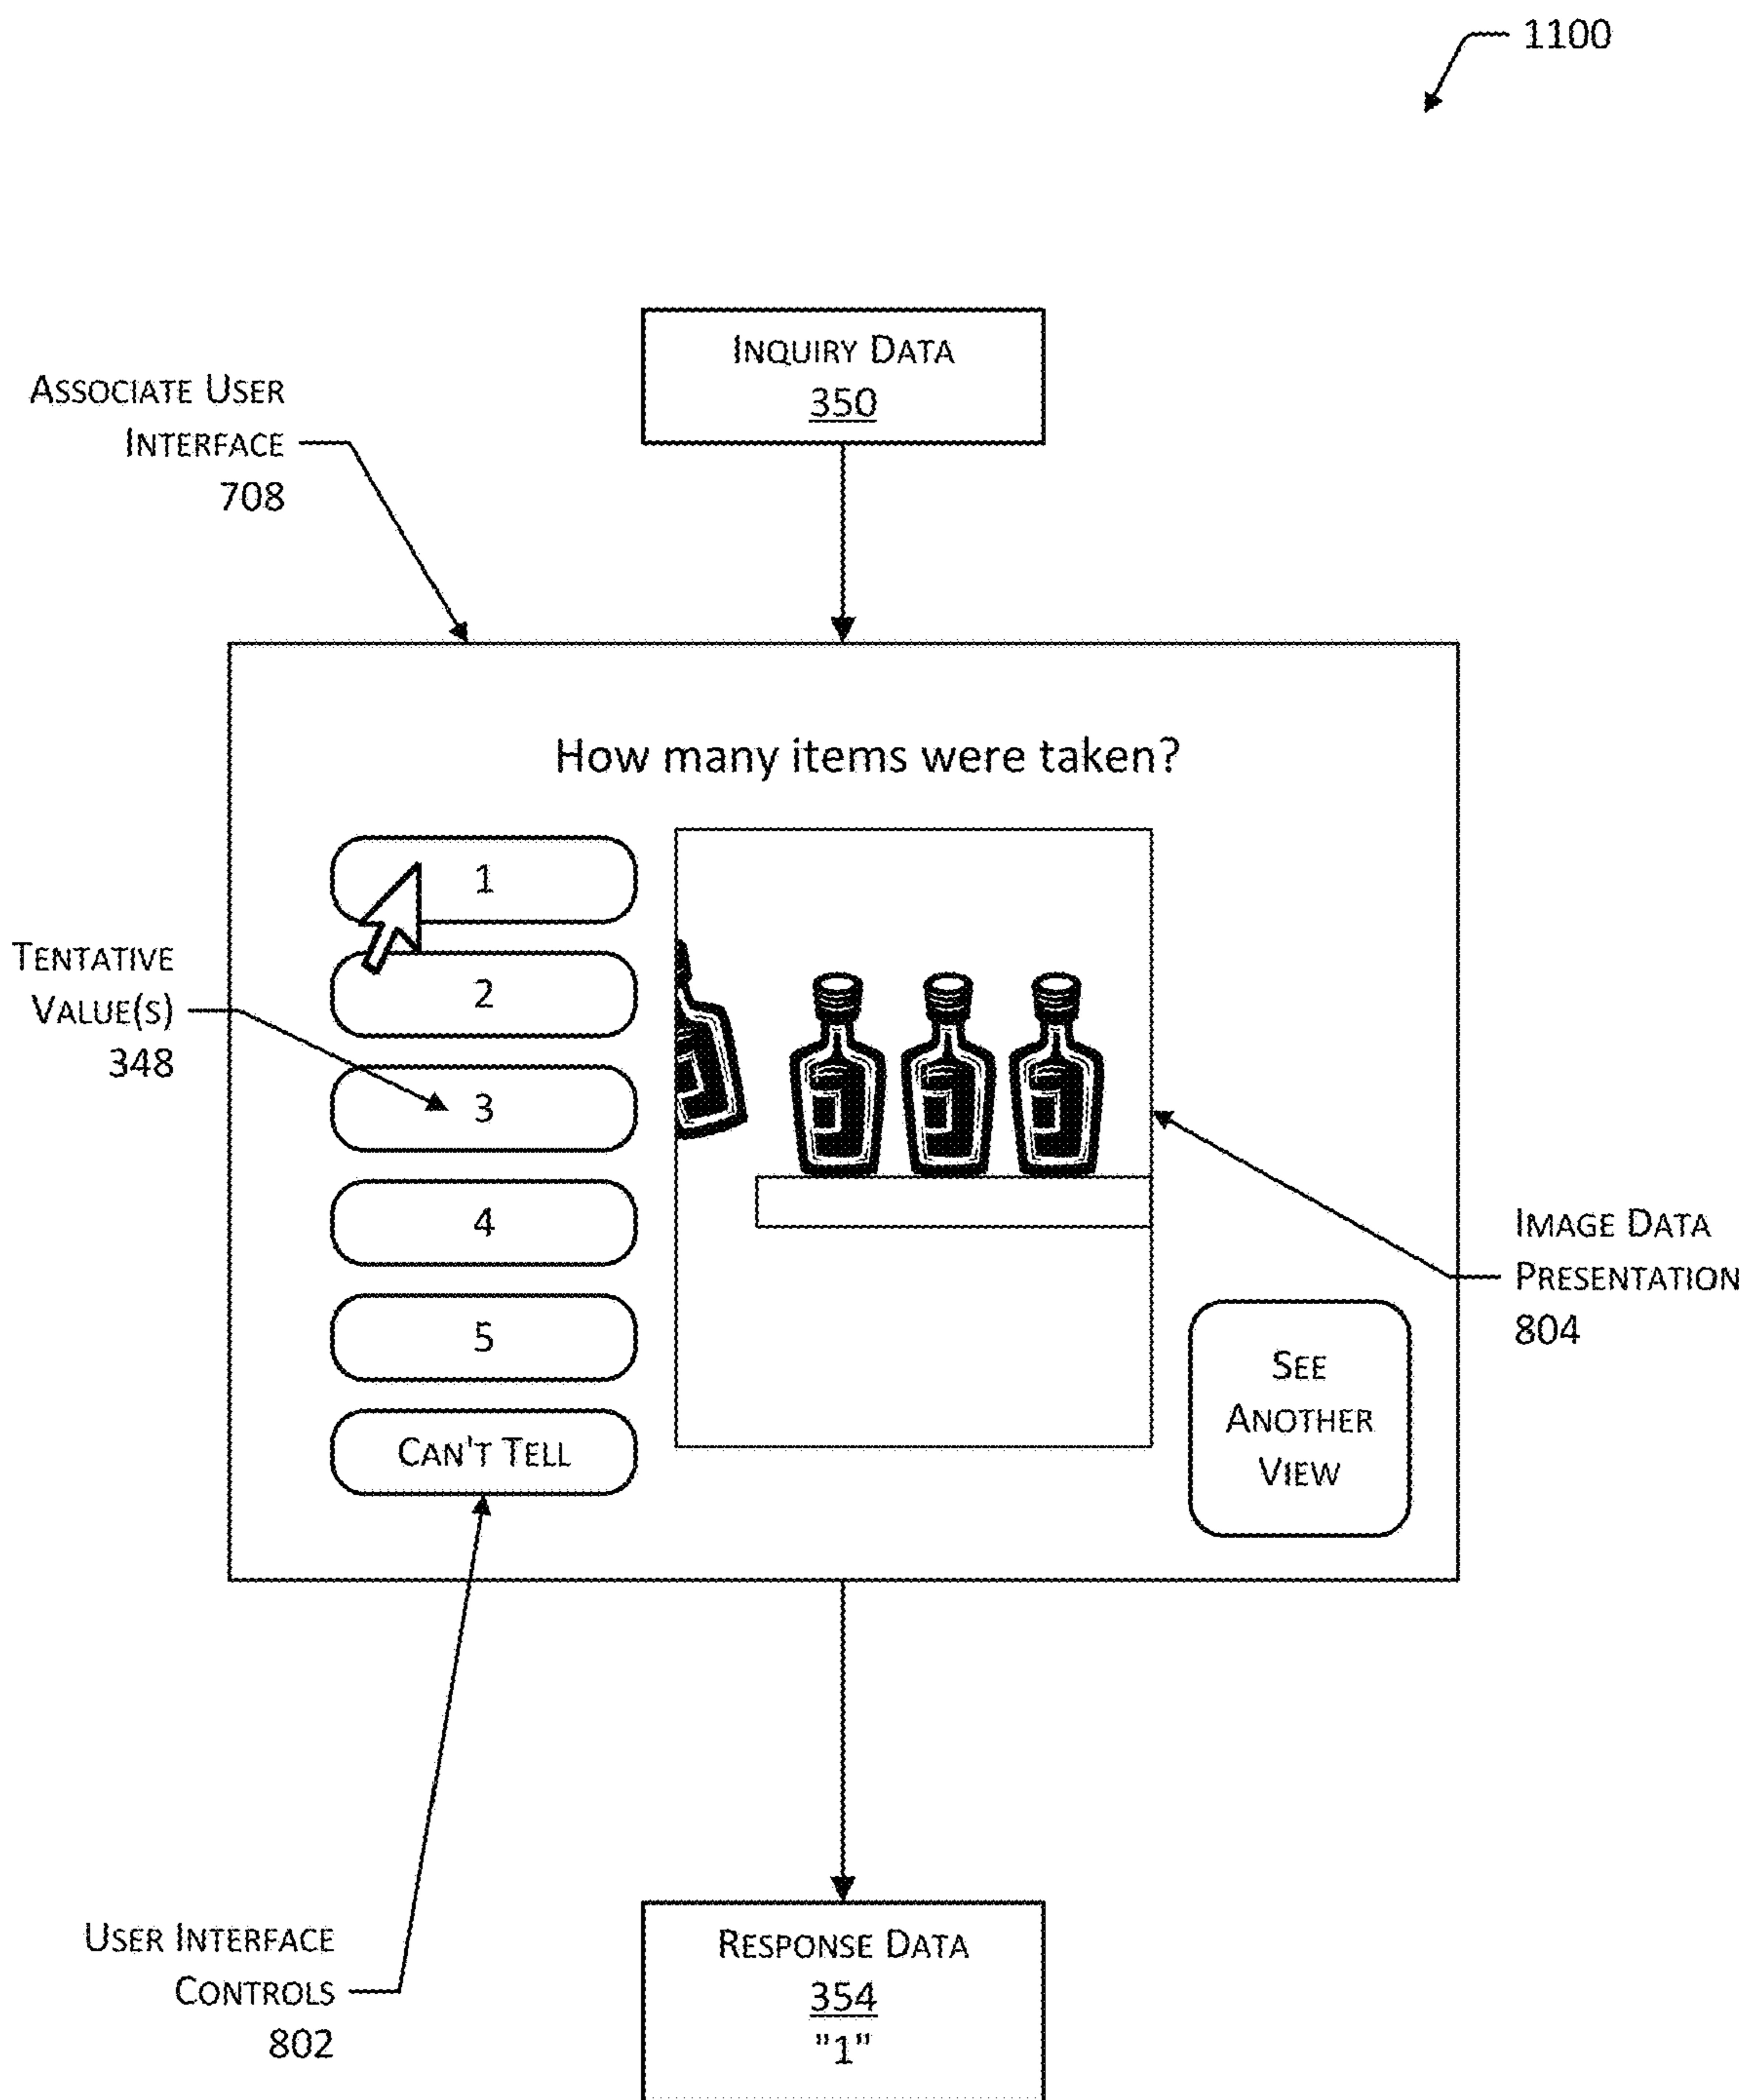 1100
INQUIRY DATA
350
ASSOCIATE USER
INTERFACE
708
How many items were taken?
1
2
3
4
5
CAN'T TELL
TENTATIVE
VALUE(S)
348
IMAGE DATA
PRESENTATION
804
SEE
ANOTHER
VIEW
USER INTERFACE
CONTROLS
802
RESPONSE DATA
354
"1"